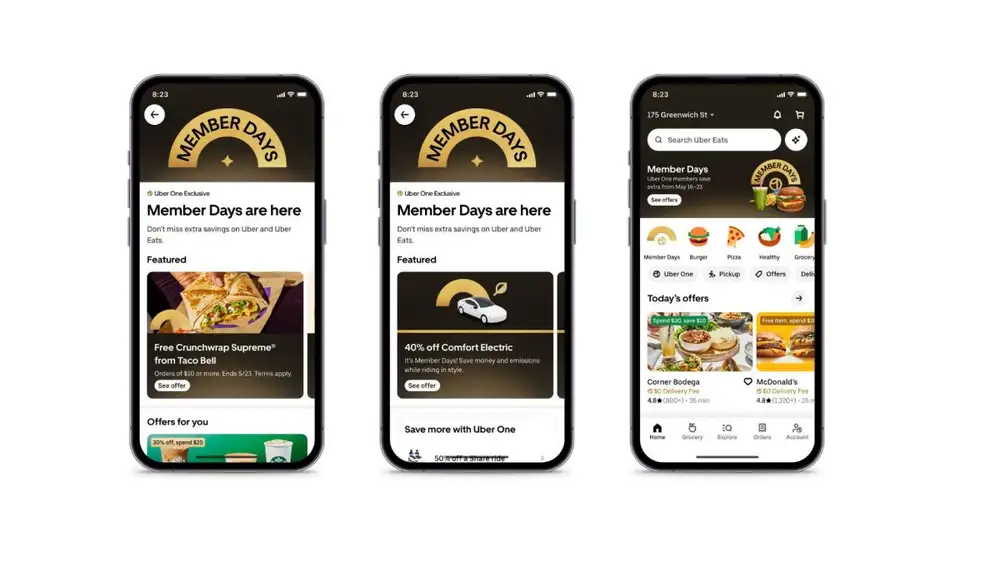 8:23
MEMBER DAYS
Uber One Exclusive
Member Days are here
Don't miss extra savings on Uber and Uber
Eats.
Featured
Free Crunchwrap Supreme®
from Taco Bell
Orders of $10 or more. Ends 5/23. Terms apply.
See offer
Offers for you
30% off, spend $20
8:23
MEMBER DAYS
Uber One Exclusive
Member Days are here
Don't miss extra savings on Uber and Uber
Eats.
Featured
40% off Comfort Electric
It's Member Days! Save money and emissions
while riding in style.
See offer
Save more with Uber One
50% off a Share ride
8:23
175 Greenwich St
Search Uber Eats
Member Days
Uber One members save
extra from May 16–23
See offers
MEMBER DAYS
Member Days Burger Pizza Healthy Grocery
Uber One Pickup Offers Deli
Today's offers
Spend $30, save $10 Free item, spend $2
Corner Bodega McDonald's
$0 Delivery Fee $0 Delivery Fee
4.8★ (800+) • 35 min 4.8★ (1,320+) • 25 m
Home Grocery Explore Orders Account